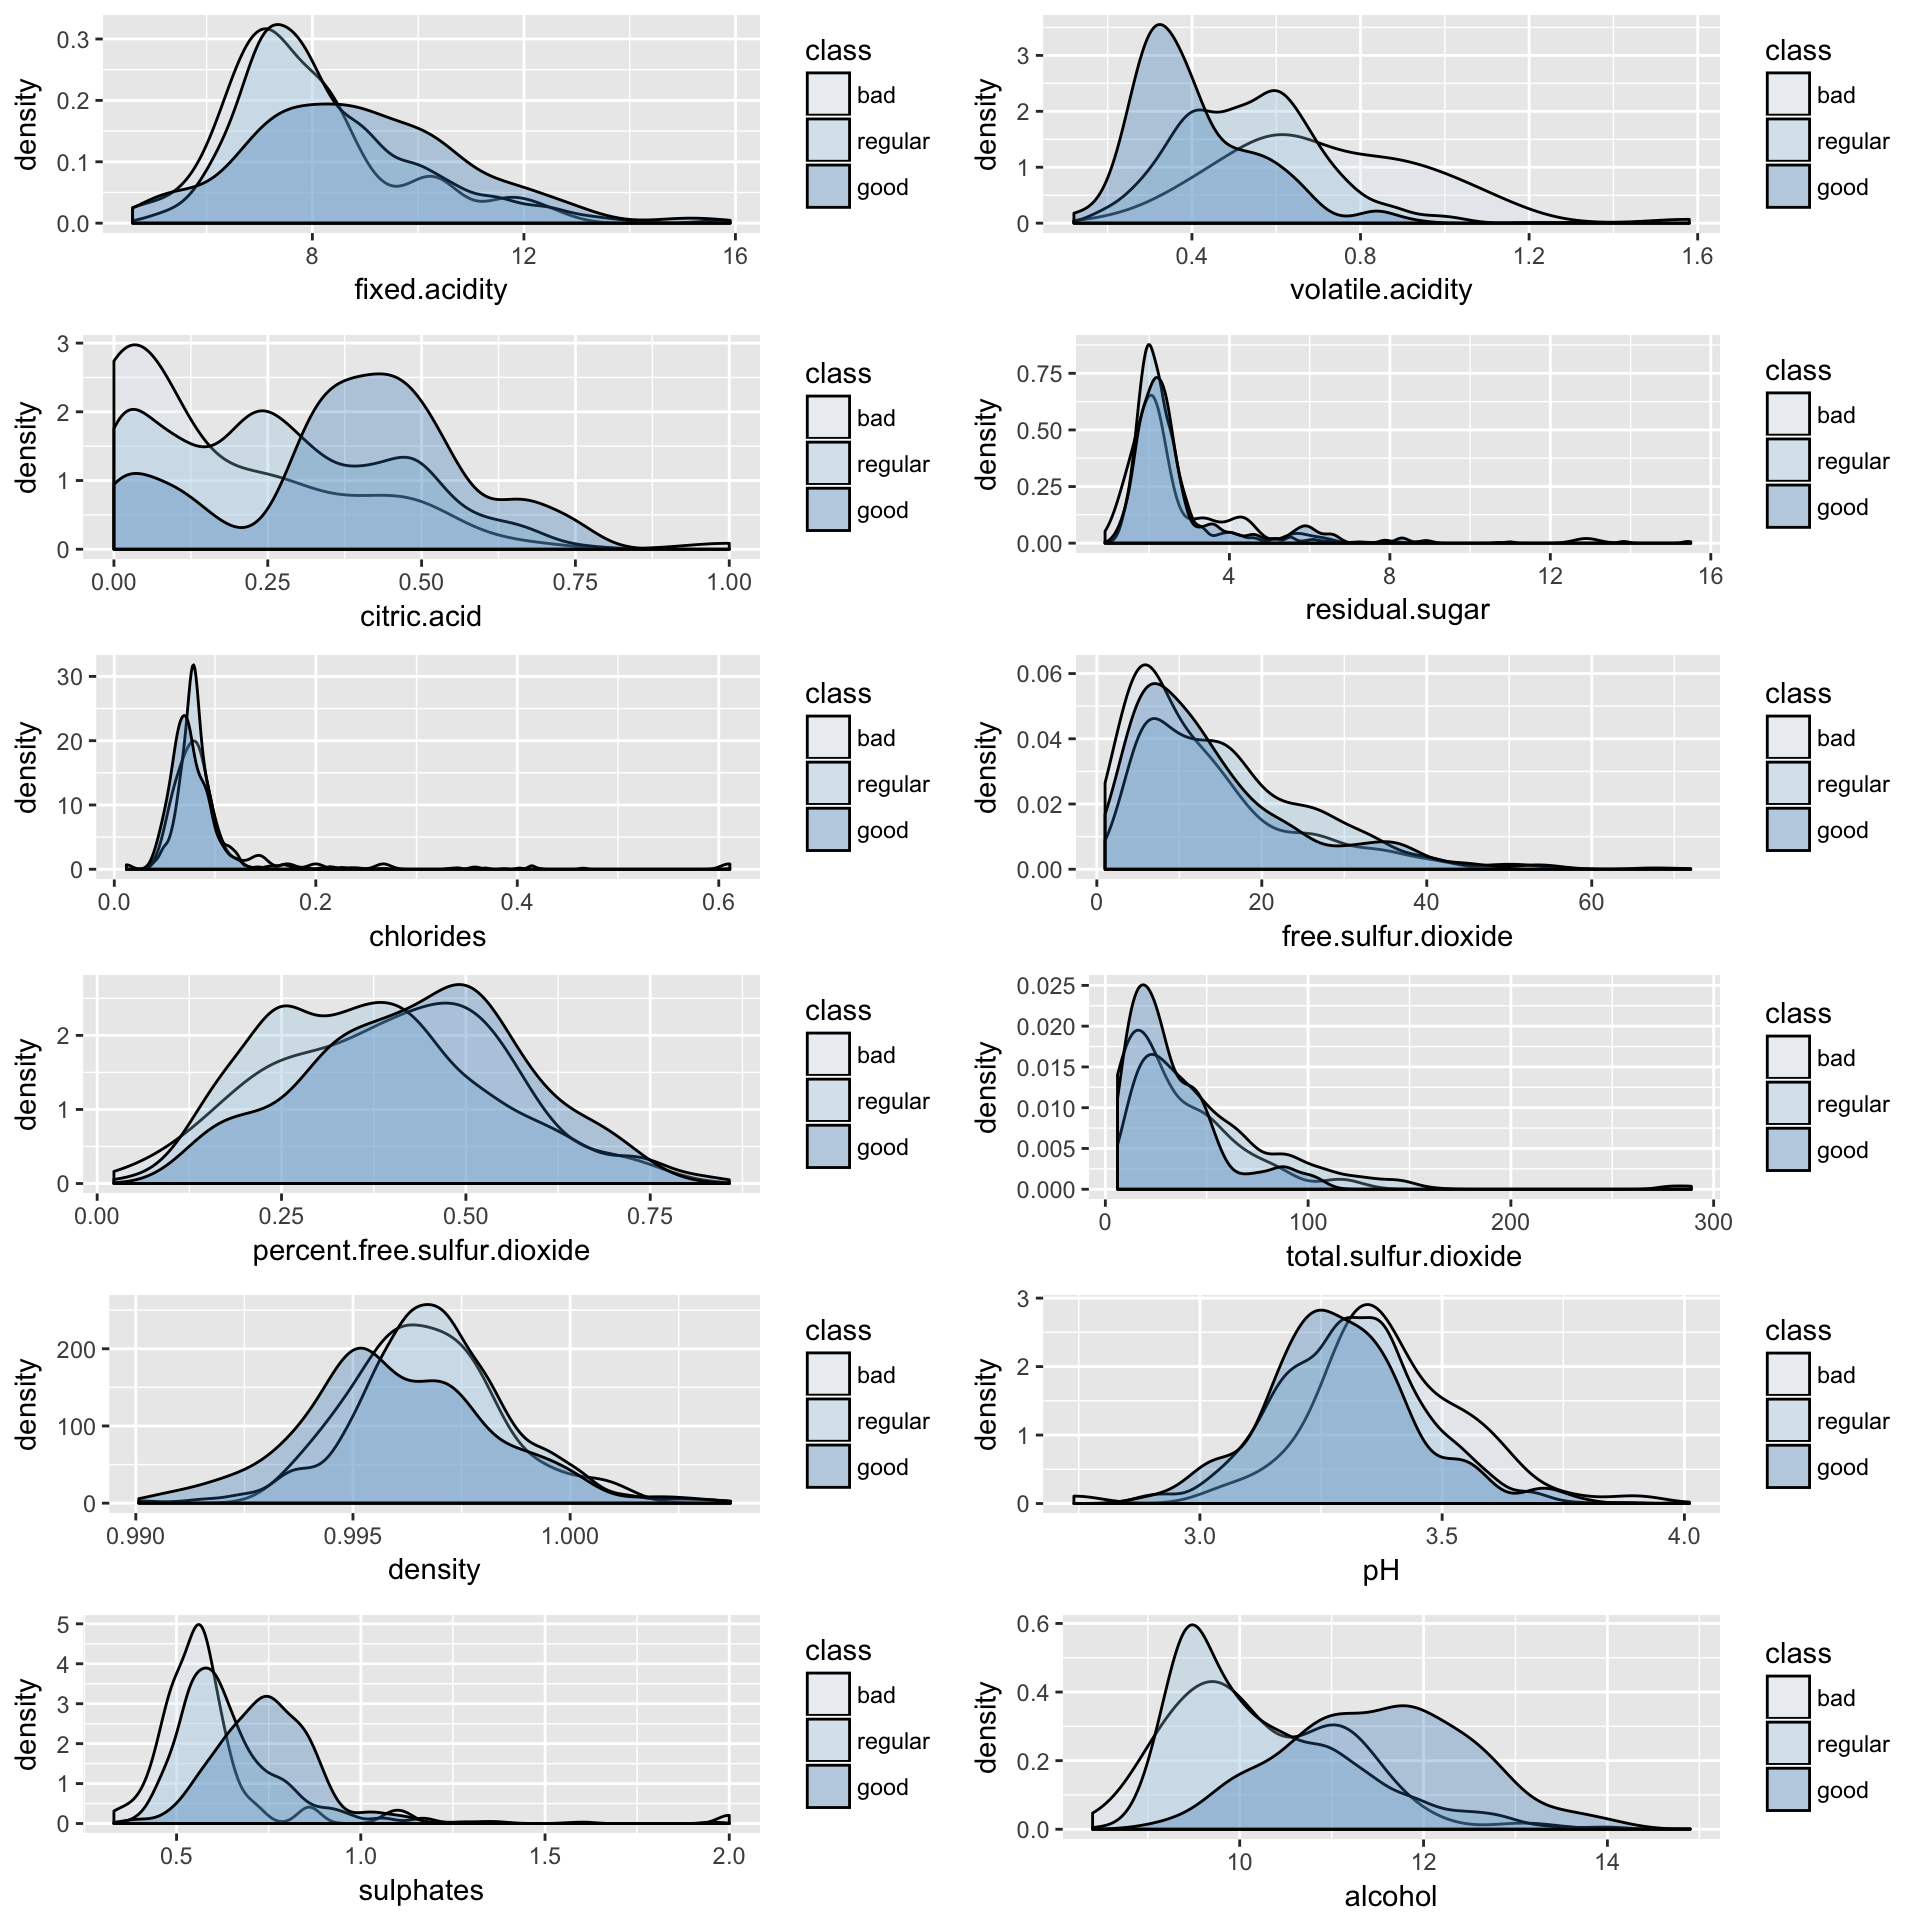 density
0.3
0.2
0.1
0.0
8 12 16
fixed.acidity
class
bad
regular
good
density
3
2
1
0
0.4 0.8 1.2 1.6
volatile.acidity
class
bad
regular
good
density
3
2
1
0
0.00 0.25 0.50 0.75 1.00
citric.acid
class
bad
regular
good
density
0.75
0.50
0.25
0.00
4 8 12 16
residual.sugar
class
bad
regular
good
density
30
20
10
0
0.0 0.2 0.4 0.6
chlorides
class
bad
regular
good
density
0.06
0.04
0.02
0.00
0 20 40 60
free.sulfur.dioxide
class
bad
regular
good
density
2
1
0
0.00 0.25 0.50 0.75
percent.free.sulfur.dioxide
class
bad
regular
good
density
0.025
0.020
0.015
0.010
0.005
0.000
0 100 200 300
total.sulfur.dioxide
class
bad
regular
good
density
200
100
0
0.990 0.995 1.000
density
class
bad
regular
good
density
3
2
1
0
3.0 3.5 4.0
pH
class
bad
regular
good
density
5
4
3
2
1
0
0.5 1.0 1.5 2.0
sulphates
class
bad
regular
good
density
0.6
0.4
0.2
0.0
10 12 14
alcohol
class
bad
regular
good